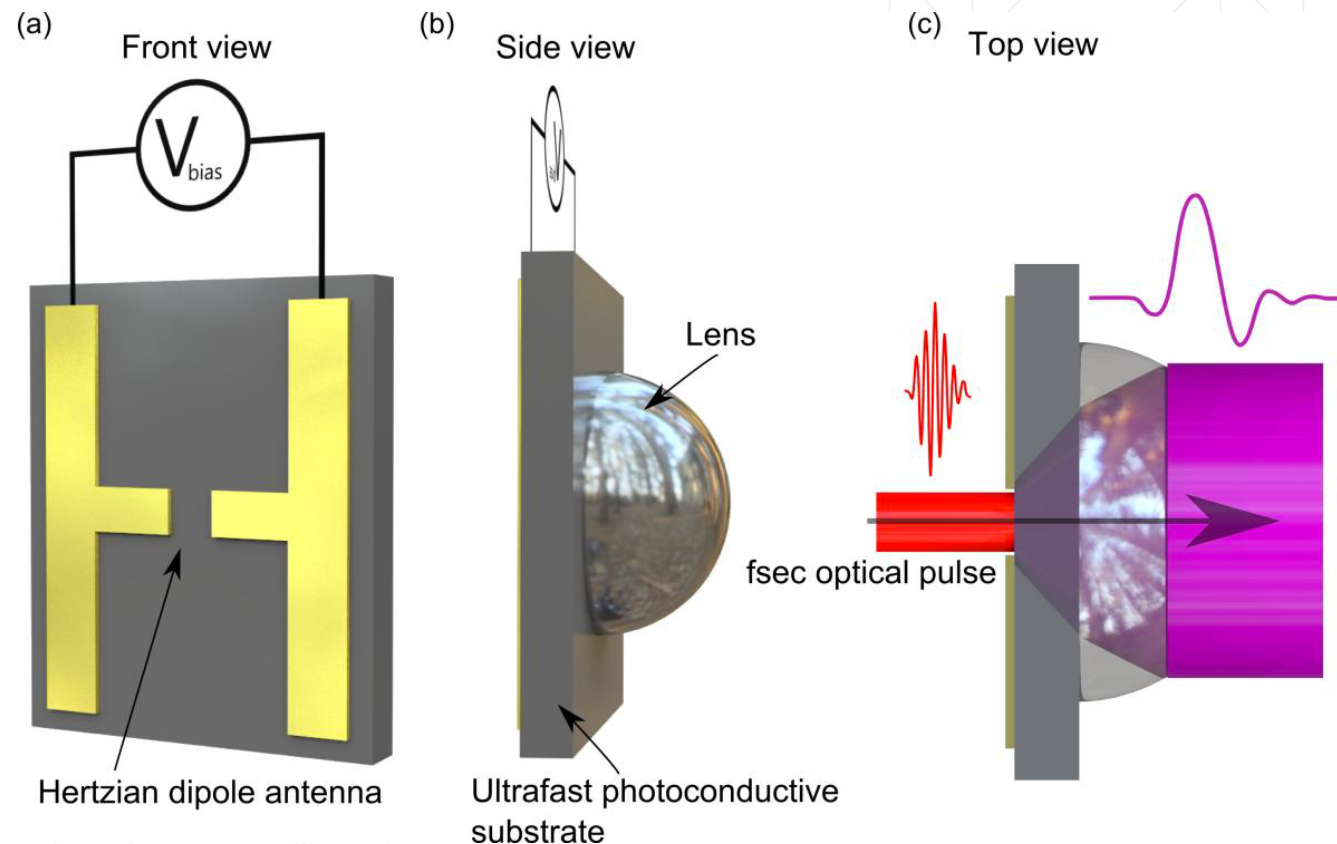 (a)
Front view
V bias
Hertzian dipole antenna
(b)
Side view
V
Lens
Ultrafast photoconductive
substrate
(c)
Top view
fsec optical pulse